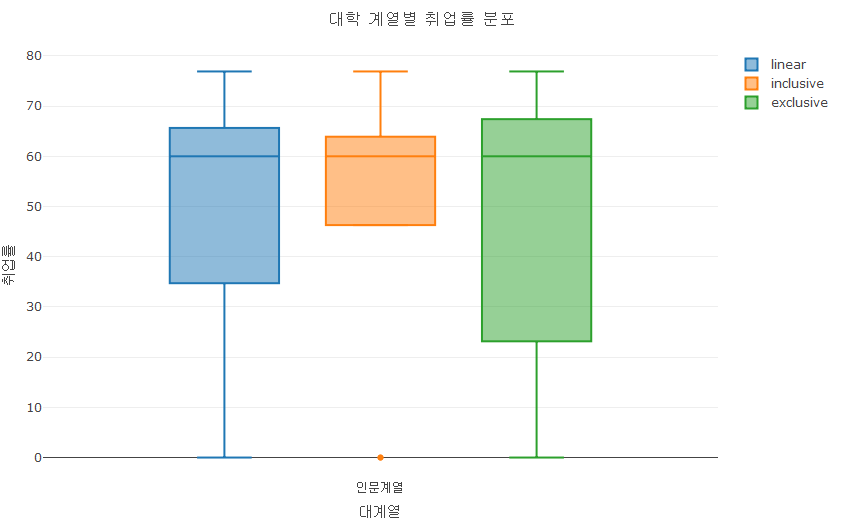 대학 계열별 취업률 분포
linear
inclusive
exclusive
80
70
60
50
40
30
20
10
0
취업률
인문계열
대계열